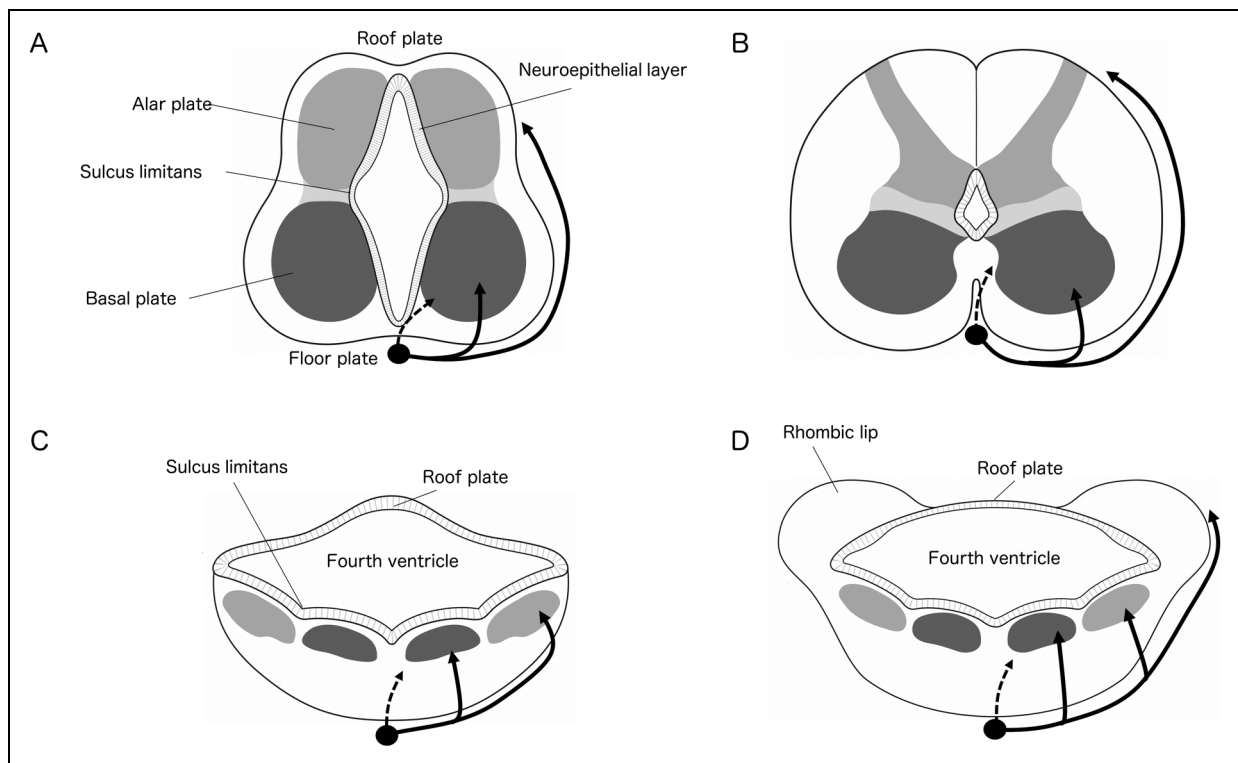 A
Roof plate
Neuroepithelial layer
Alar plate
Sulcus limitans
Basal plate
Floor plate
B
C
Sulcus limitans
Roof plate
Fourth ventricle
D
Rhombic lip
Roof plate
Fourth ventricle